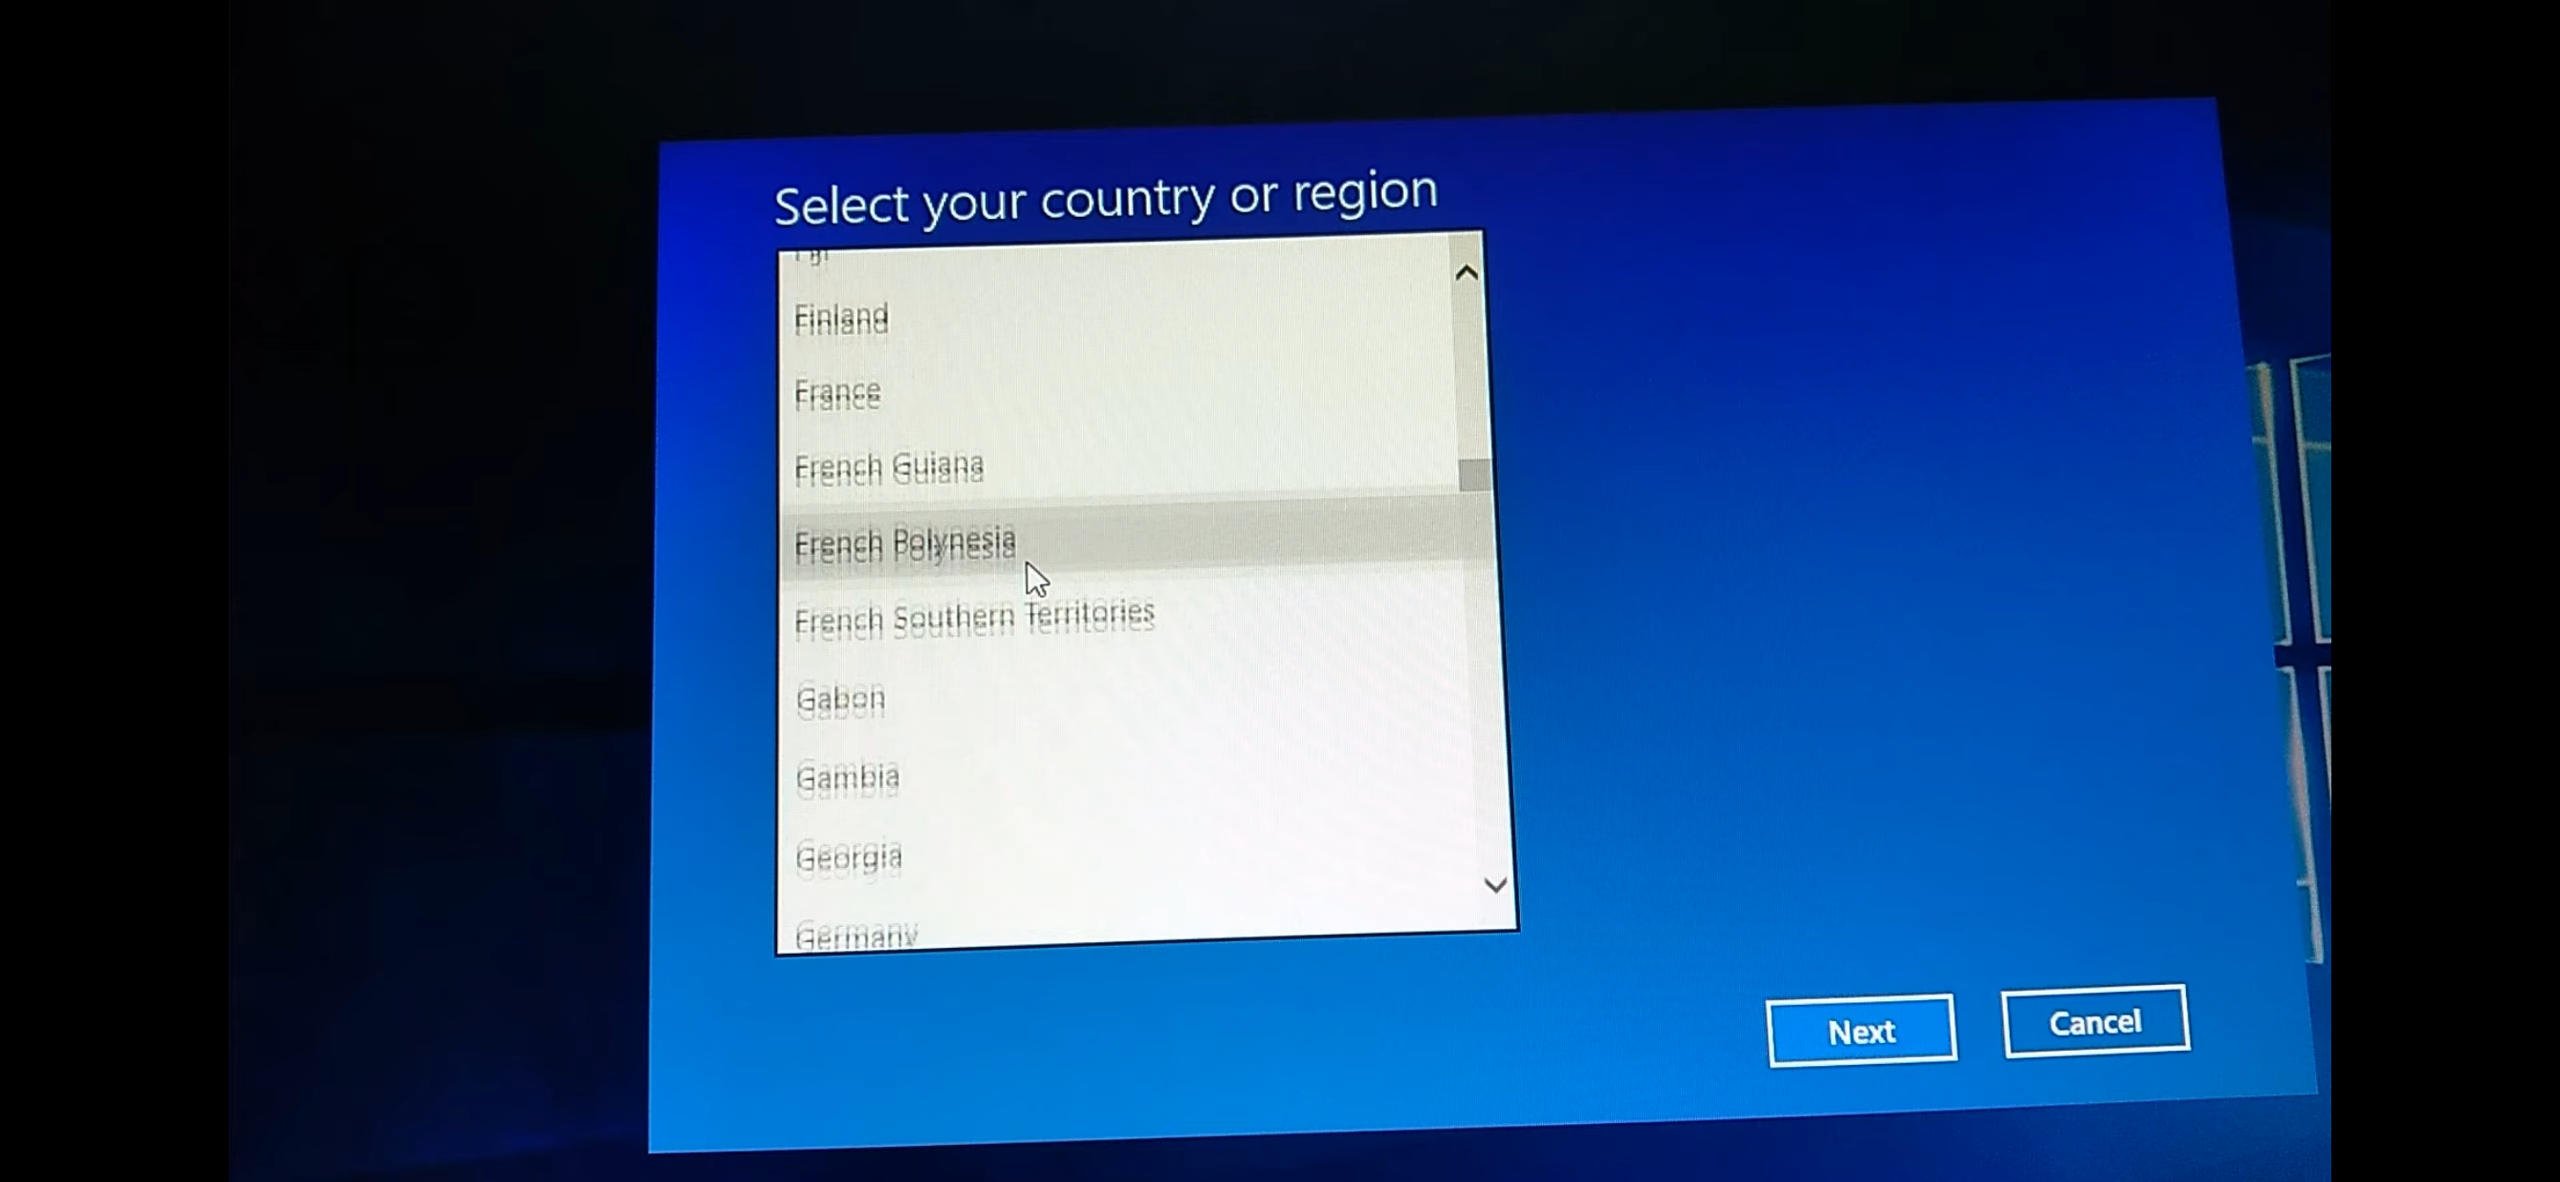 Select your country or region
Finland
France
French Guiana
French Polynesia
French Southern Territories
Gabon
Gambia
Georgia
Germany
Next
Cancel